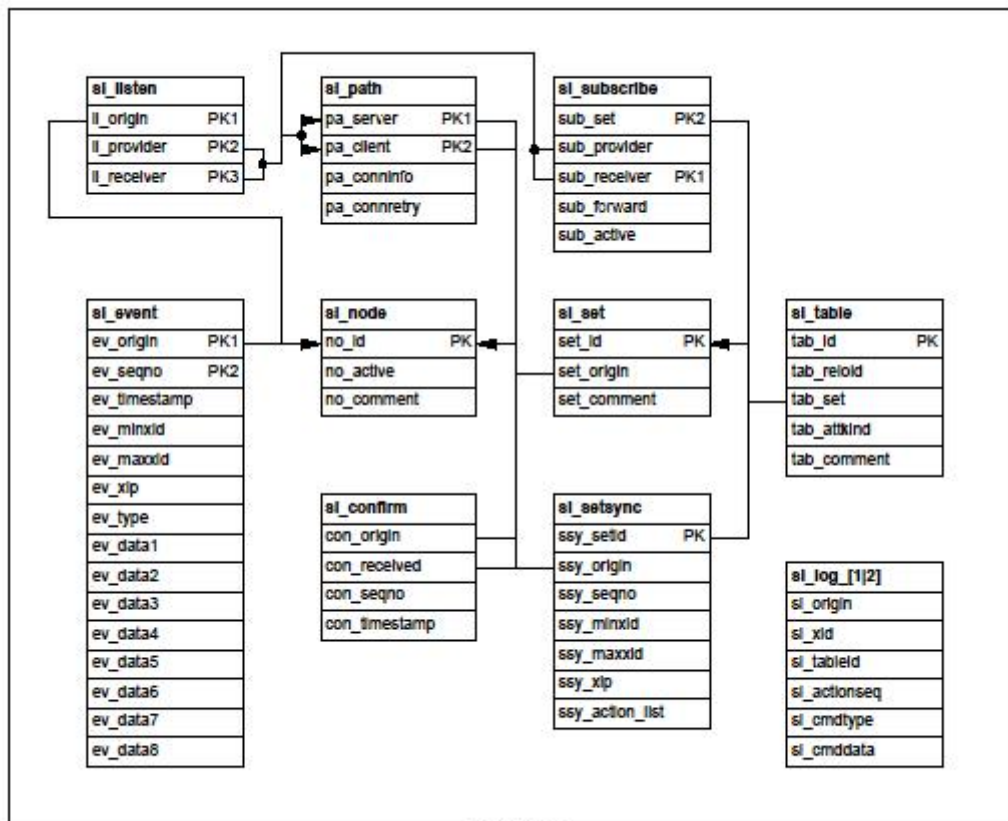 sl_listen
li_origin PK1
li_provider PK2
li_receiver PK3
sl_path
pa_server PK1
pa_client PK2
pa_conninfo
pa_connretry
sl_subscribe
sub_set PK2
sub_provider
sub_receiver PK1
sub_forward
sub_active
sl_event
ev_origin PK1
ev_seqno PK2
ev_timestamp
ev_minxid
ev_maxxid
ev_xip
ev_type
ev_data1
ev_data2
ev_data3
ev_data4
ev_data5
ev_data6
ev_data7
ev_data8
sl_node
no_id PK
no_active
no_comment
sl_set
set_id PK
set_origin
set_comment
sl_table
tab_id PK
tab_reloid
tab_set
tab_attkind
tab_comment
sl_confirm
con_origin
con_received
con_seqno
con_timestamp
sl_setsync
ssy_setid PK
ssy_origin
ssy_seqno
ssy_minxid
ssy_maxxid
ssy_xip
ssy_action_list
sl_log_[1|2]
sl_origin
sl_xid
sl_tableid
sl_actionseq
sl_cmdtype
sl_cmddata